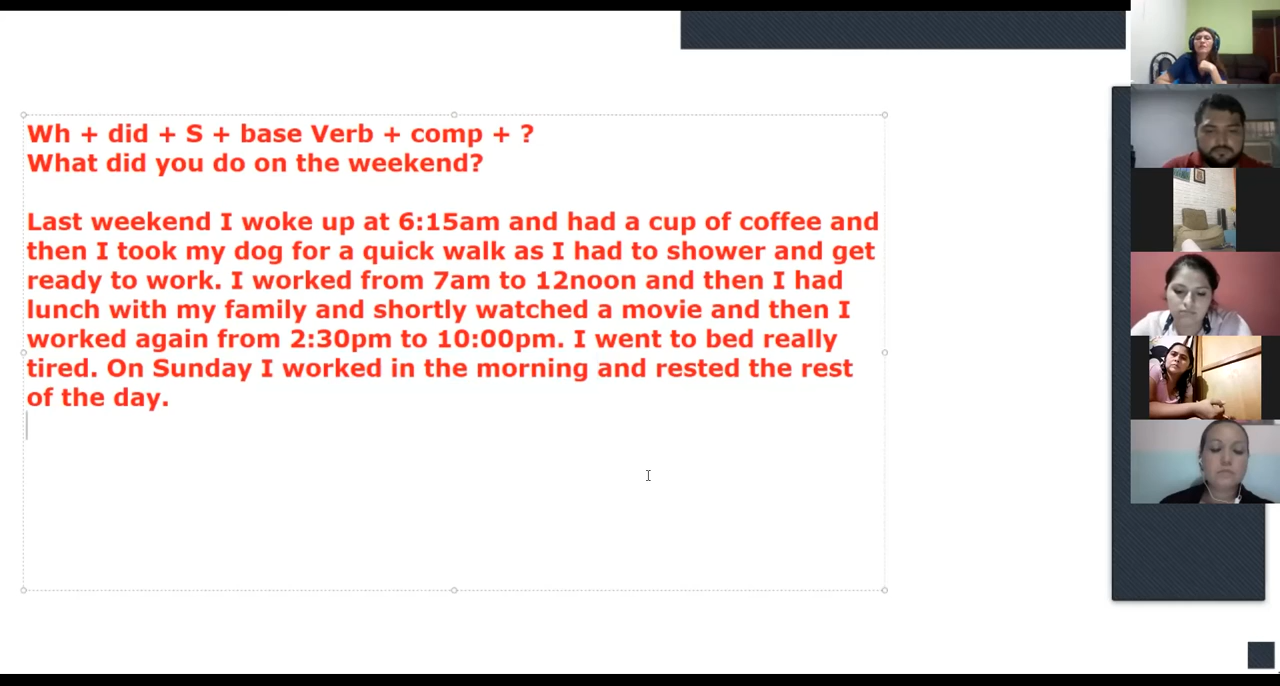 Wh + did + S + base Verb + comp + ?
What did you do on the weekend?
Last weekend I woke up at 6:15am and had a cup of coffee and
then I took my dog for a quick walk as I had to shower and get
ready to work. I worked from 7am to 12noon and then I had
lunch with my family and shortly watched a movie and then I
worked again from 2:30pm to 10:00pm. I went to bed really
tired. On Sunday I worked in the morning and rested the rest
of the day.